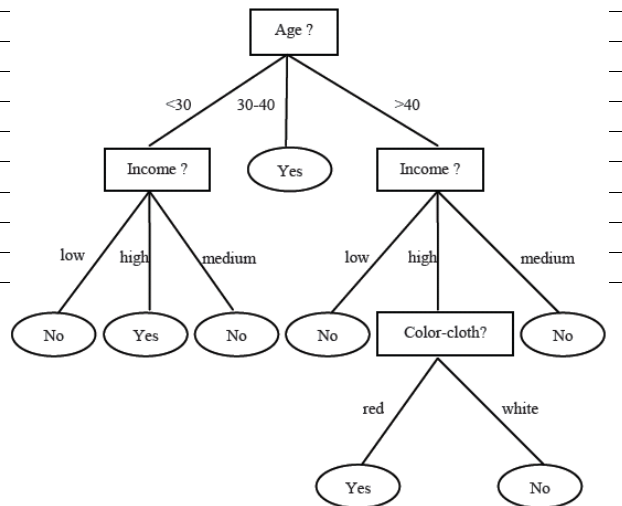 Age ?
<30 30-40 >40
Income ? Yes Income ?
low high medium low high medium
No Yes No No Color-cloth? No
red white
Yes No